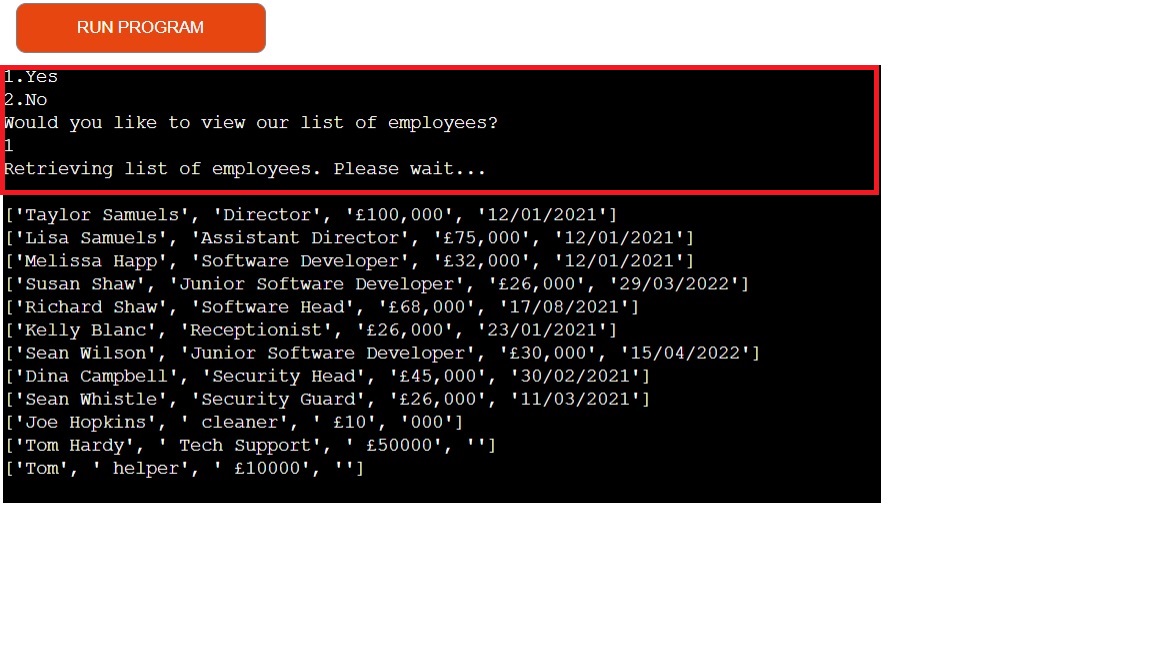 RUN PROGRAM
1.Yes
2.No
Would you like to view our list of employees?
1
Retrieving list of employees. Please wait...
['Taylor Samuels', 'Director', '£100,000', '12/01/2021']
['Lisa Samuels', 'Assistant Director', '£75,000', '12/01/2021']
['Melissa Happ', 'Software Developer', '£32,000', '12/01/2021']
['Susan Shaw', 'Junior Software Developer', '£26,000', '29/03/2022']
['Richard Shaw', 'Software Head', '£68,000', '17/08/2021']
['Kelly Blanc', 'Receptionist', '£26,000', '23/01/2021']
['Sean Wilson', 'Junior Software Developer', '£30,000', '15/04/2022']
['Dina Campbell', 'Security Head', '£45,000', '30/02/2021']
['Sean Whistle', 'Security Guard', '£26,000', '11/03/2021']
['Joe Hopkins', ' cleaner', ' £10', '000']
['Tom Hardy', ' Tech Support', ' £50000', '']
['Tom', ' helper', ' £10000', '']